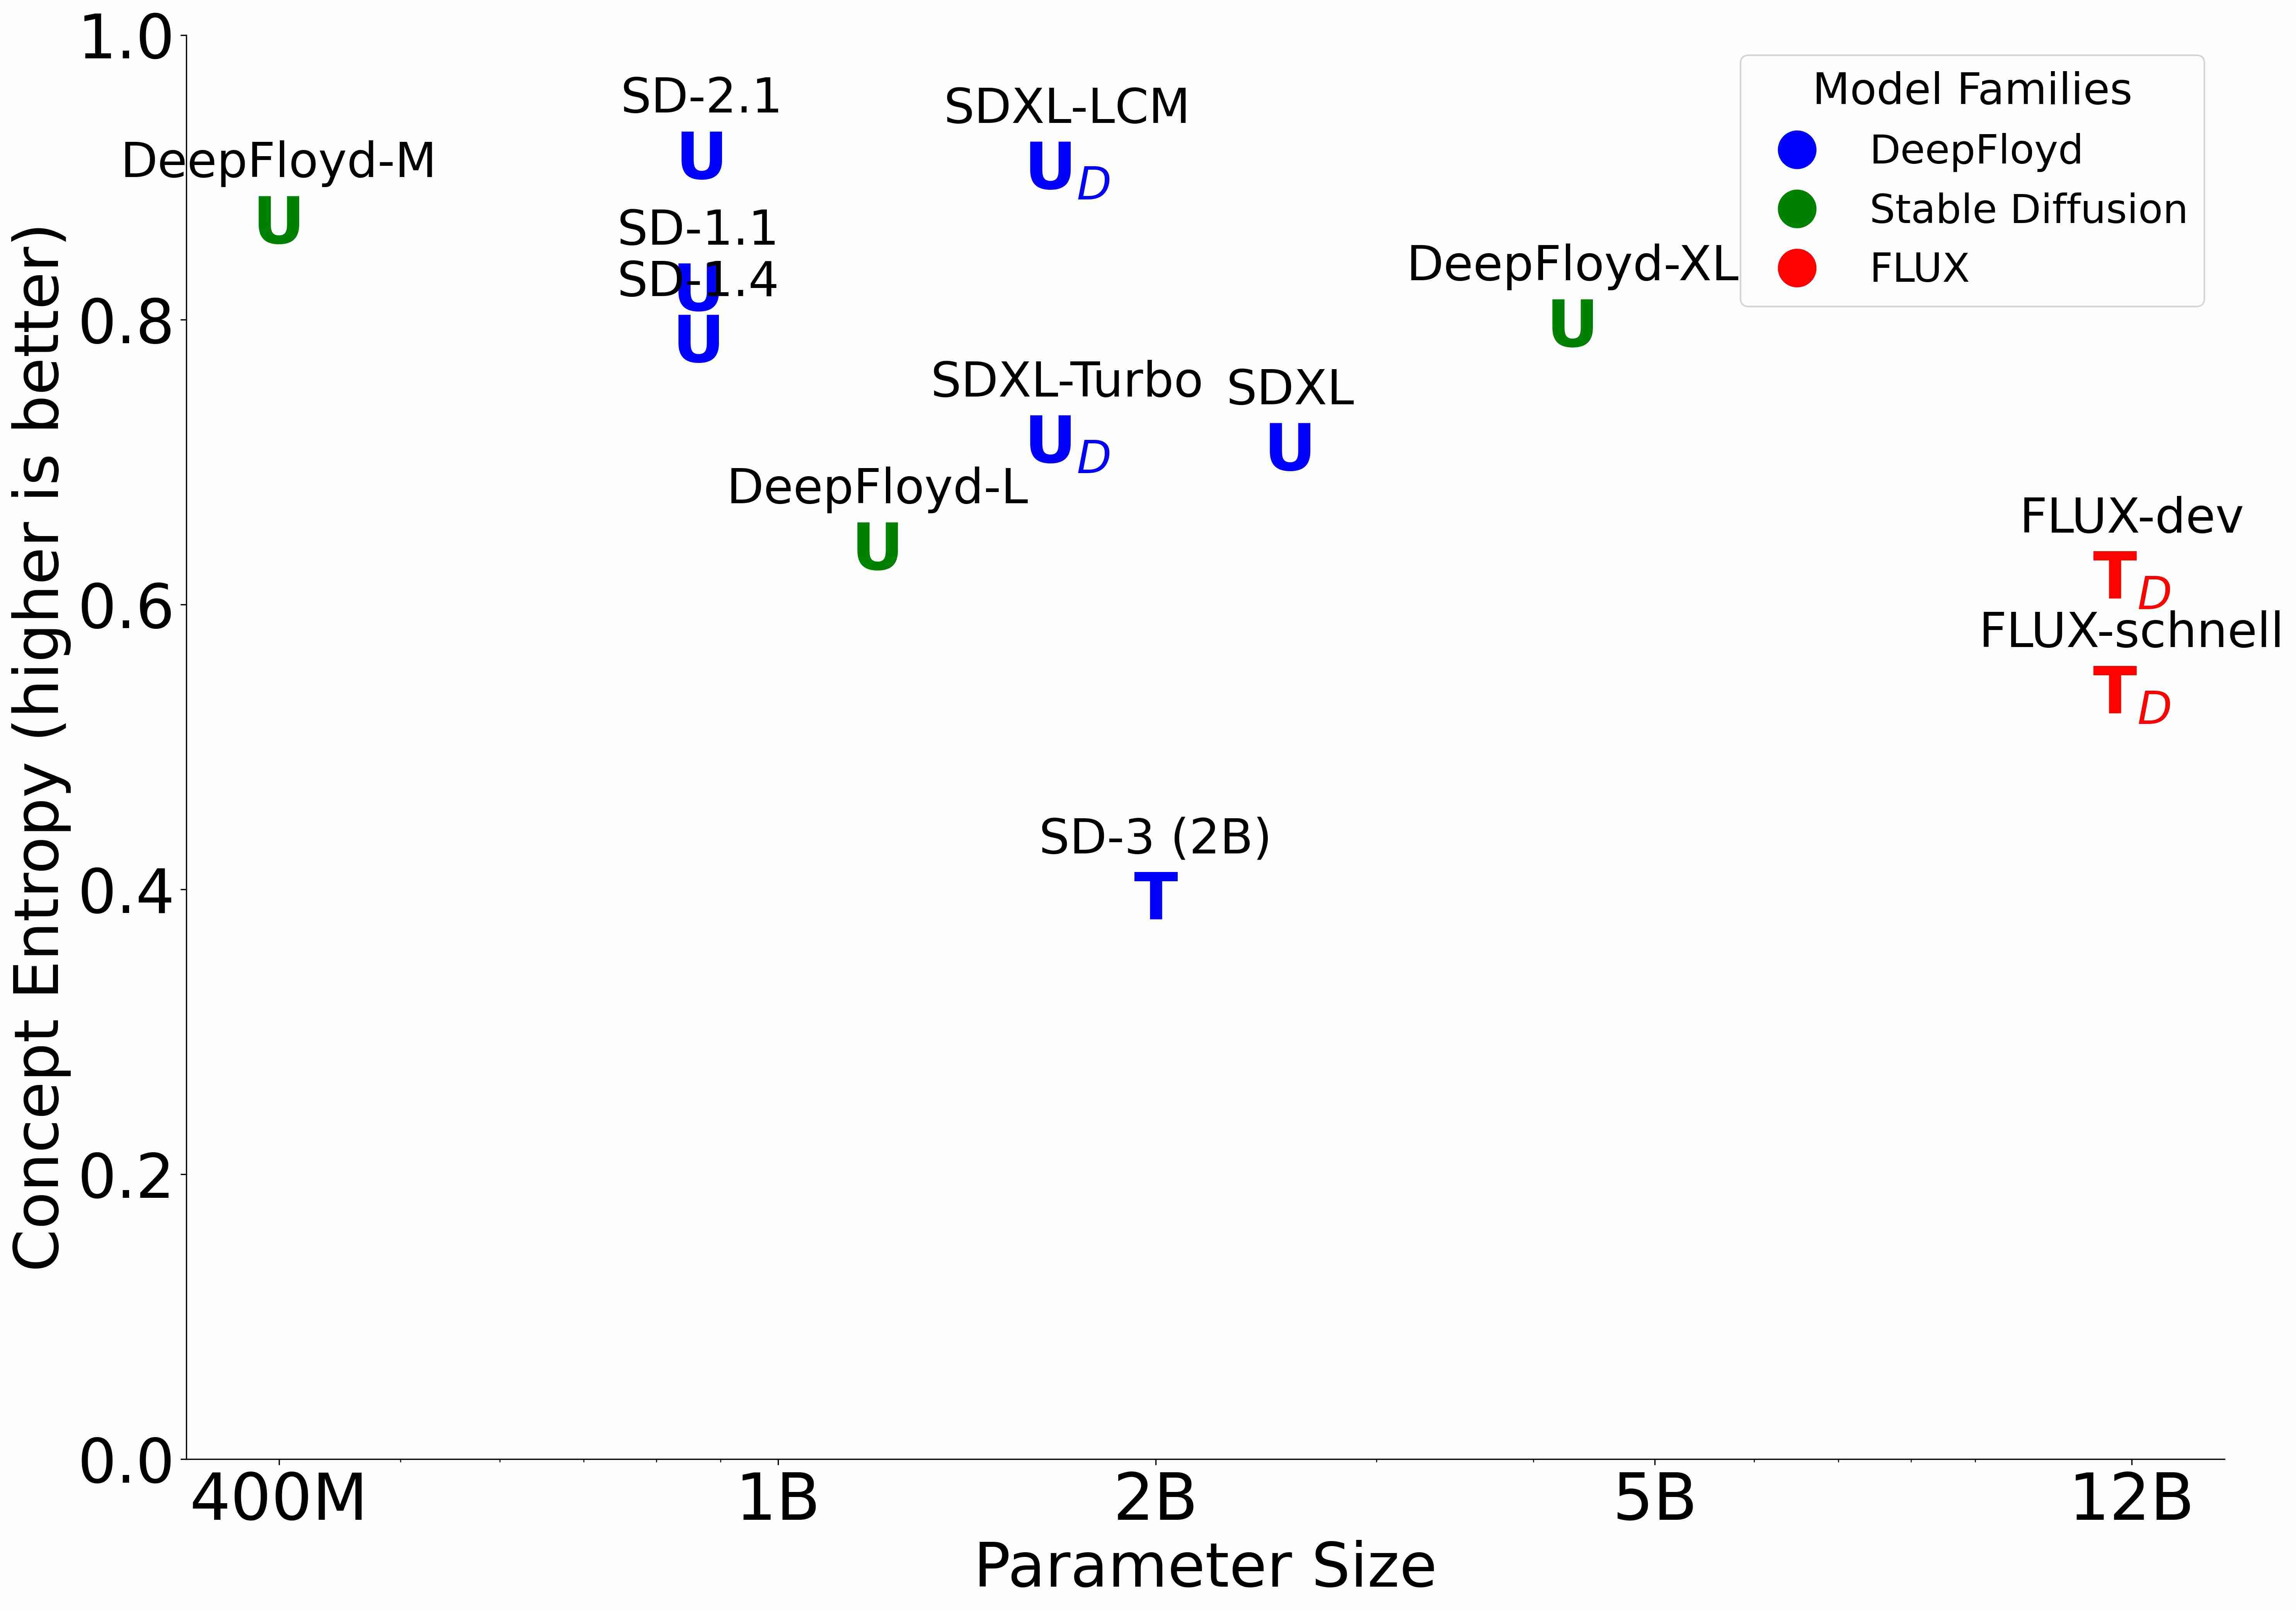 1.0
0.8
0.6
0.4
0.2
0.0
Concept Entropy (higher is better)
400M
1B
2B
5B
12B
Parameter Size
Model Families
DeepFloyd
Stable Diffusion
FLUX
SD-2.1
U
SDXL-LCM
U D
DeepFloyd-M
U
SD-1.1
U
SD-1.4
U
DeepFloyd-XL
U
SDXL-Turbo
U D
SDXL
U
DeepFloyd-L
U
FLUX-dev
T D
FLUX-schnell
T D
SD-3 (2B)
T